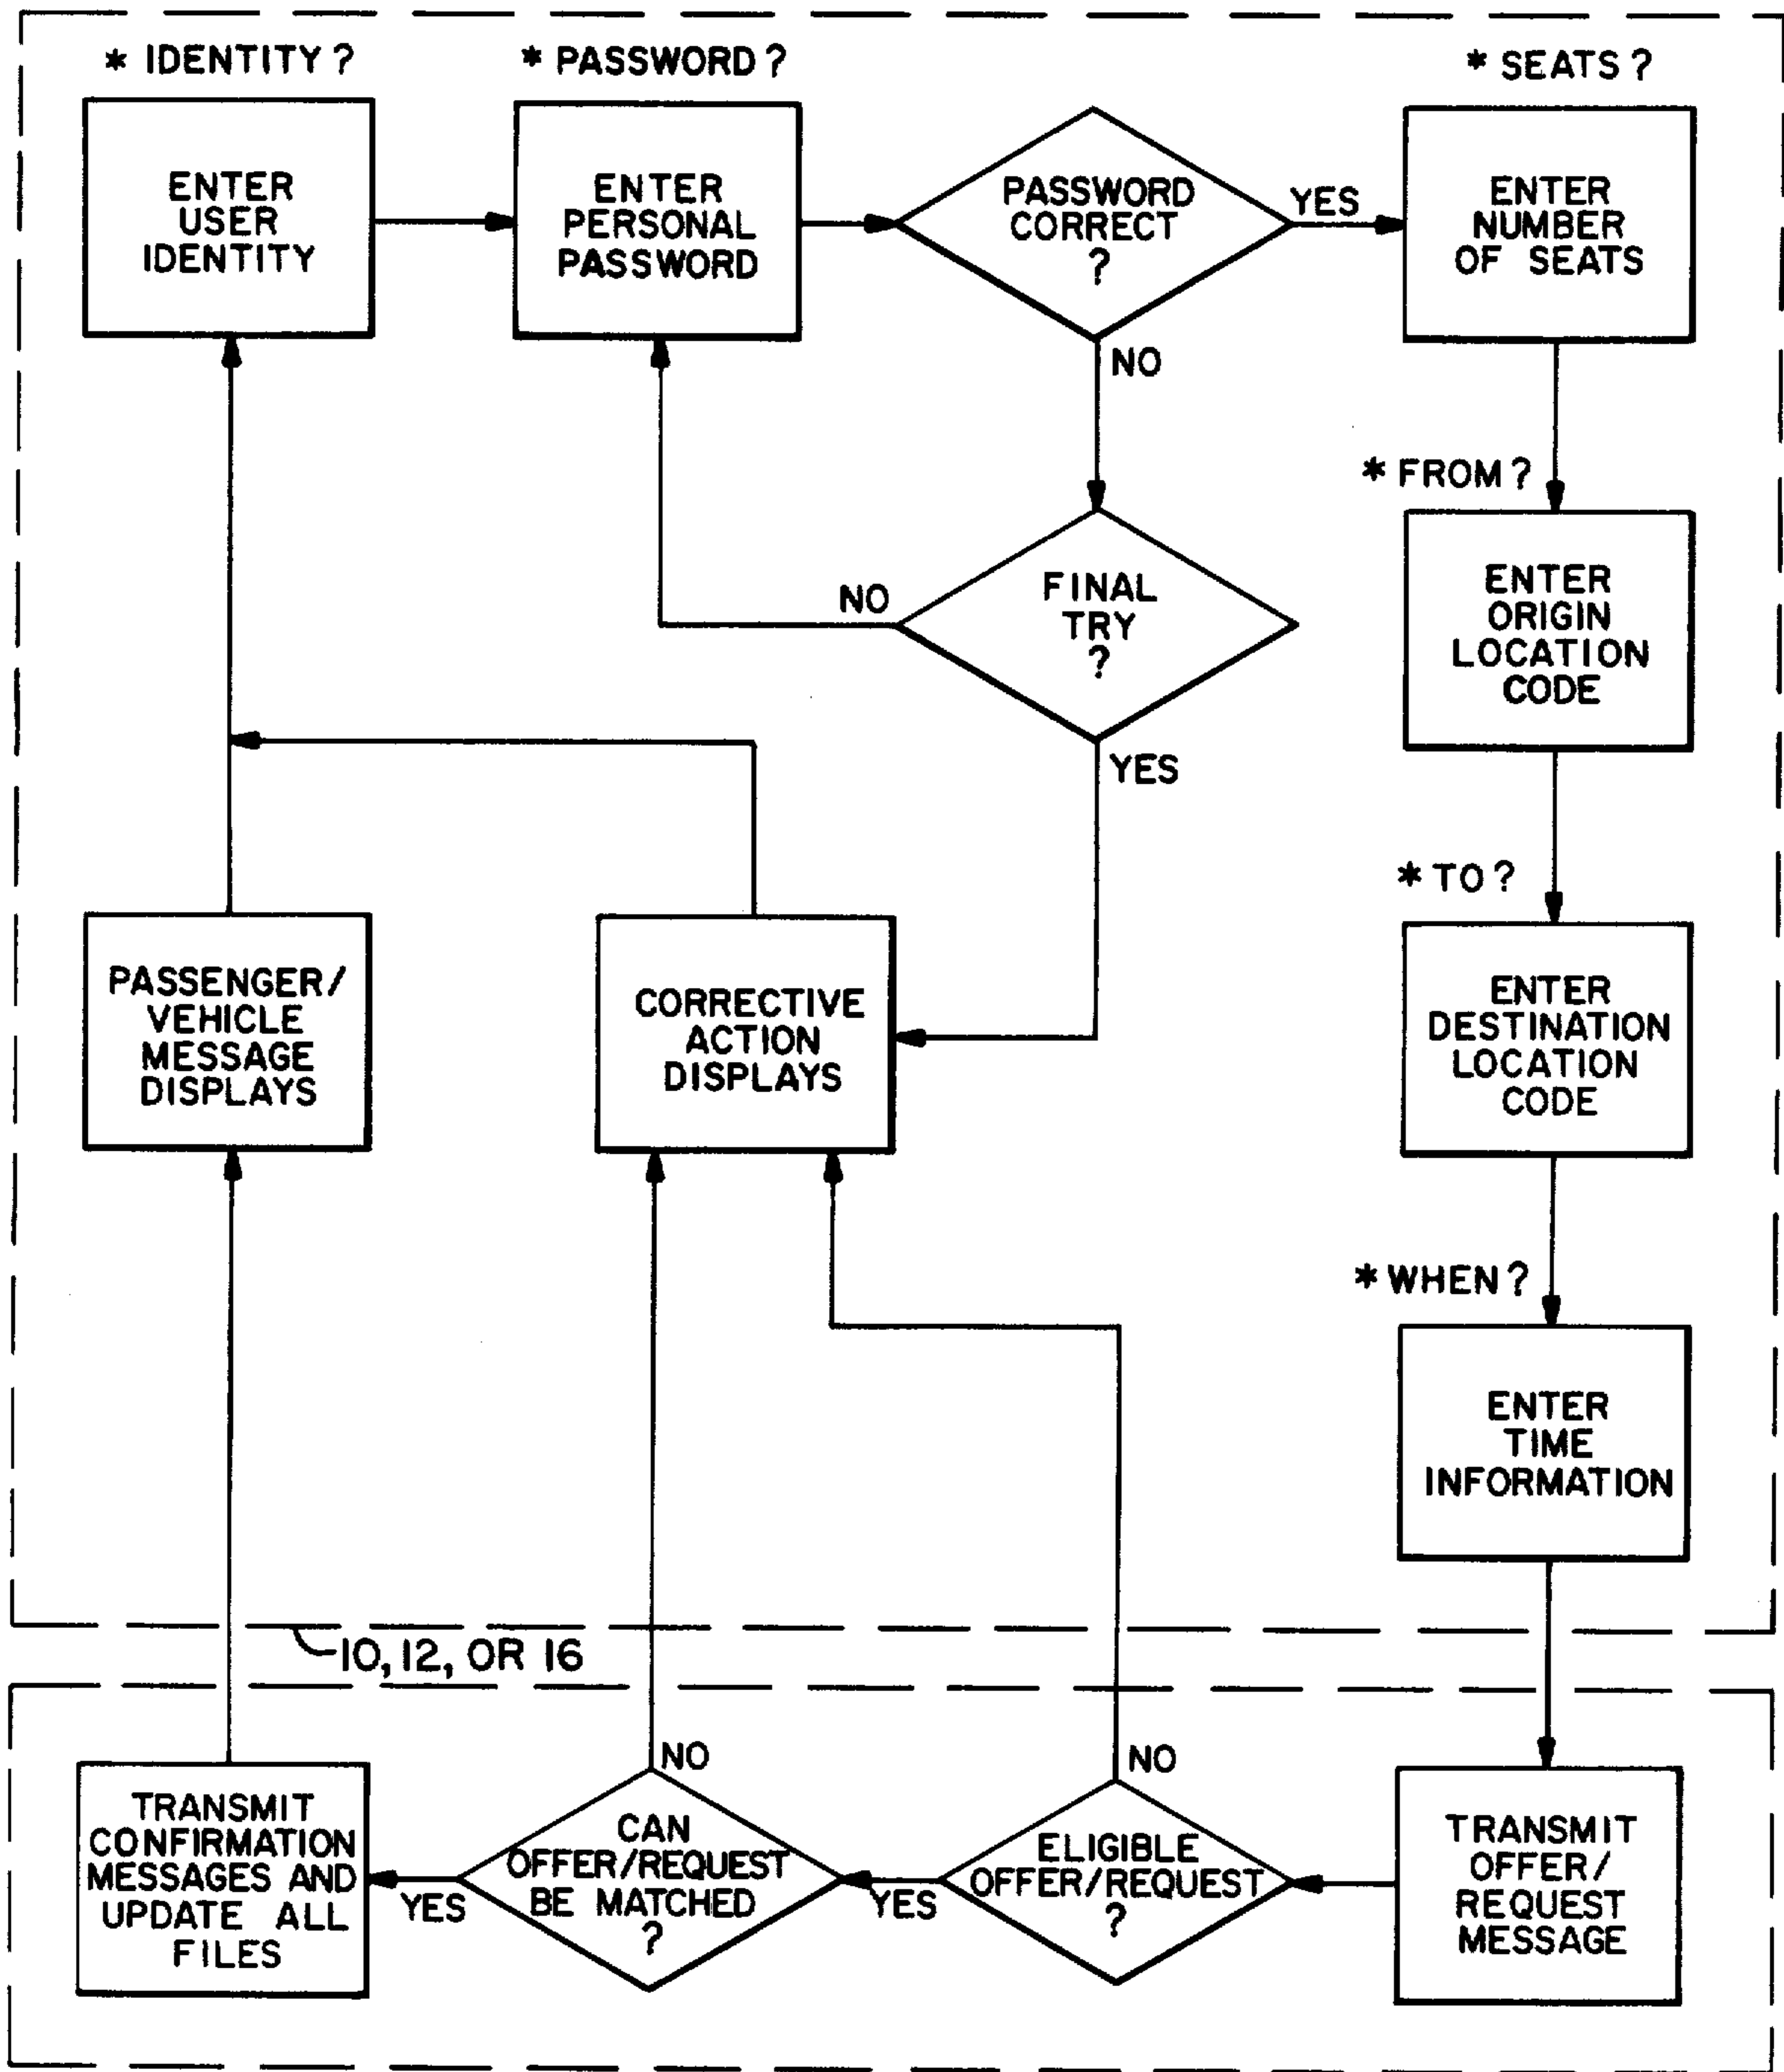 * IDENTITY ?
* PASSWORD ?
* SEATS ?
ENTER
USER
IDENTITY
ENTER
PERSONAL
PASSWORD
PASSWORD
CORRECT
?
YES
NO
ENTER
NUMBER
OF SEATS
* FROM ?
ENTER
ORIGIN
LOCATION
CODE
FINAL
TRY
?
NO
YES
* TO ?
PASSENGER/
VEHICLE
MESSAGE
DISPLAYS
CORRECTIVE
ACTION
DISPLAYS
ENTER
DESTINATION
LOCATION
CODE
* WHEN ?
ENTER
TIME
INFORMATION
10, 12, OR 16
TRANSMIT
CONFIRMATION
MESSAGES AND
UPDATE ALL
FILES
YES
NO
CAN
OFFER/REQUEST
BE MATCHED
?
YES
NO
ELIGIBLE
OFFER/REQUEST
?
TRANSMIT
OFFER/
REQUEST
MESSAGE